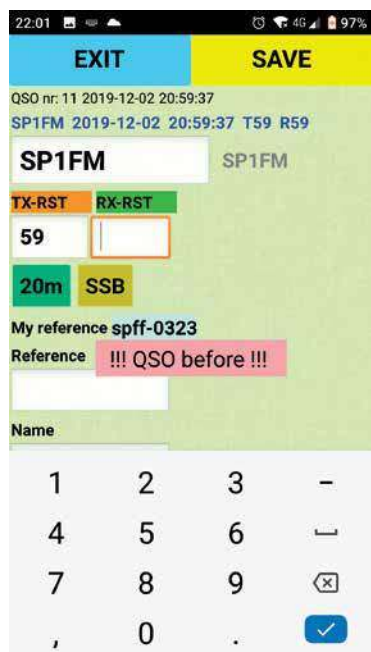 22:01 4G 97%
EXIT SAVE
QSO nr: 11 2019-12-02 20:59:37
SP1FM 2019-12-02 20:59:37 T59 R59
SP1FM SP1FM
TX-RST RX-RST
59
20m SSB
My reference spff-0323
Reference !!! QSO before !!!
Name
1 2 3 -
4 5 6
7 8 9
, 0 .